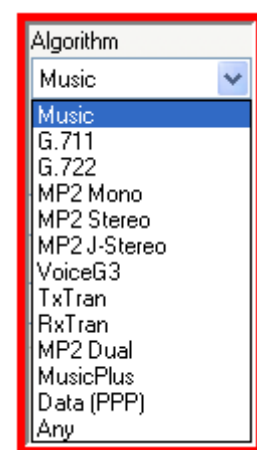 Algorithm
Music
Music
G.711
G.722
MP2 Mono
MP2 Stereo
MP2 J-Stereo
VoiceG3
TxTran
RxTran
MP2 Dual
MusicPlus
Data (PPP)
Any